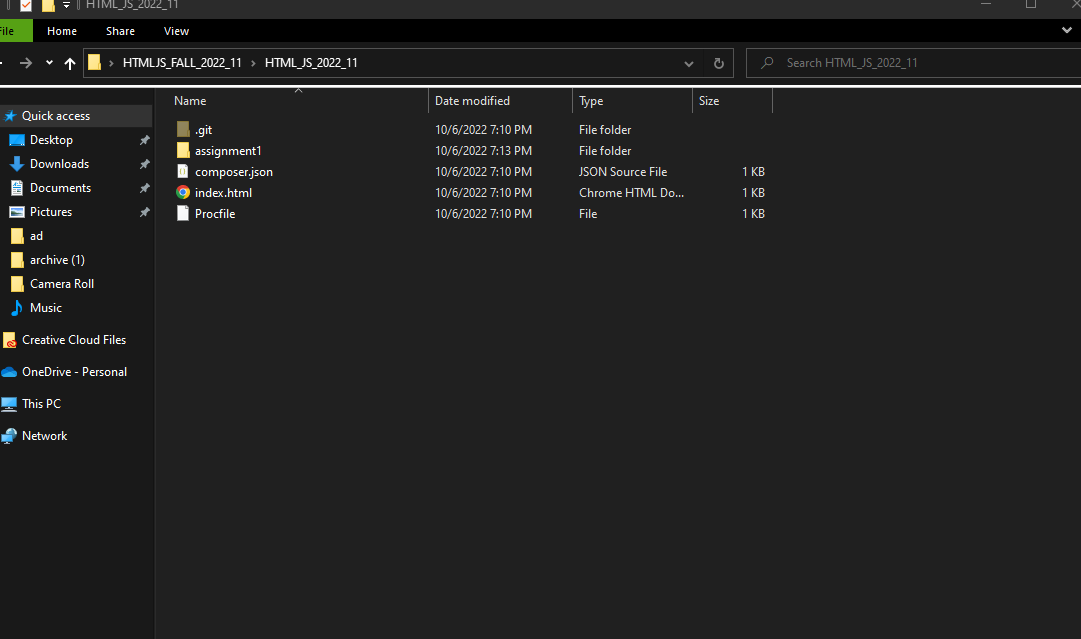 HTML_JS_2022_11
File Home Share View
HTMLJS_FALL_2022_11 HTML_JS_2022_11 Search HTML_JS_2022_11
Name Date modified Type Size
Quick access
Desktop
Downloads
Documents
Pictures
ad
archive (1)
Camera Roll
Music
Creative Cloud Files
OneDrive - Personal
This PC
Network
.git 10/6/2022 7:10 PM File folder
assignment1 10/6/2022 7:13 PM File folder
composer.json 10/6/2022 7:10 PM JSON Source File 1 KB
index.html 10/6/2022 7:10 PM Chrome HTML Do... 1 KB
Procfile 10/6/2022 7:10 PM File 1 KB